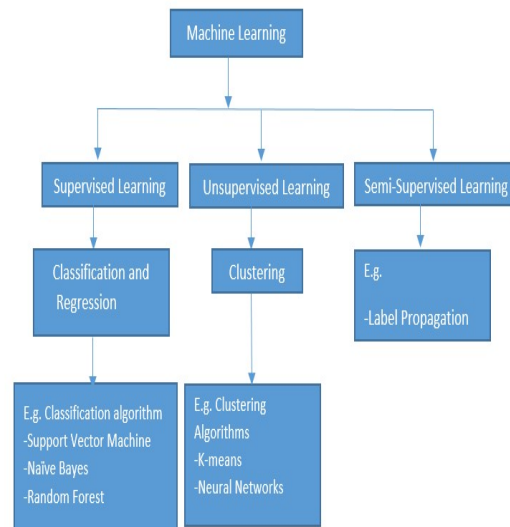 Machine Learning
Supervised Learning
Unsupervised Learning
Semi-Supervised Learning
Classification and
Regression
Clustering
E.g.
-Label Propagation
E.g. Classification algorithm
-Support Vector Machine
-Naïve Bayes
-Random Forest
E.g. Clustering
Algorithms
-K-means
-Neural Networks